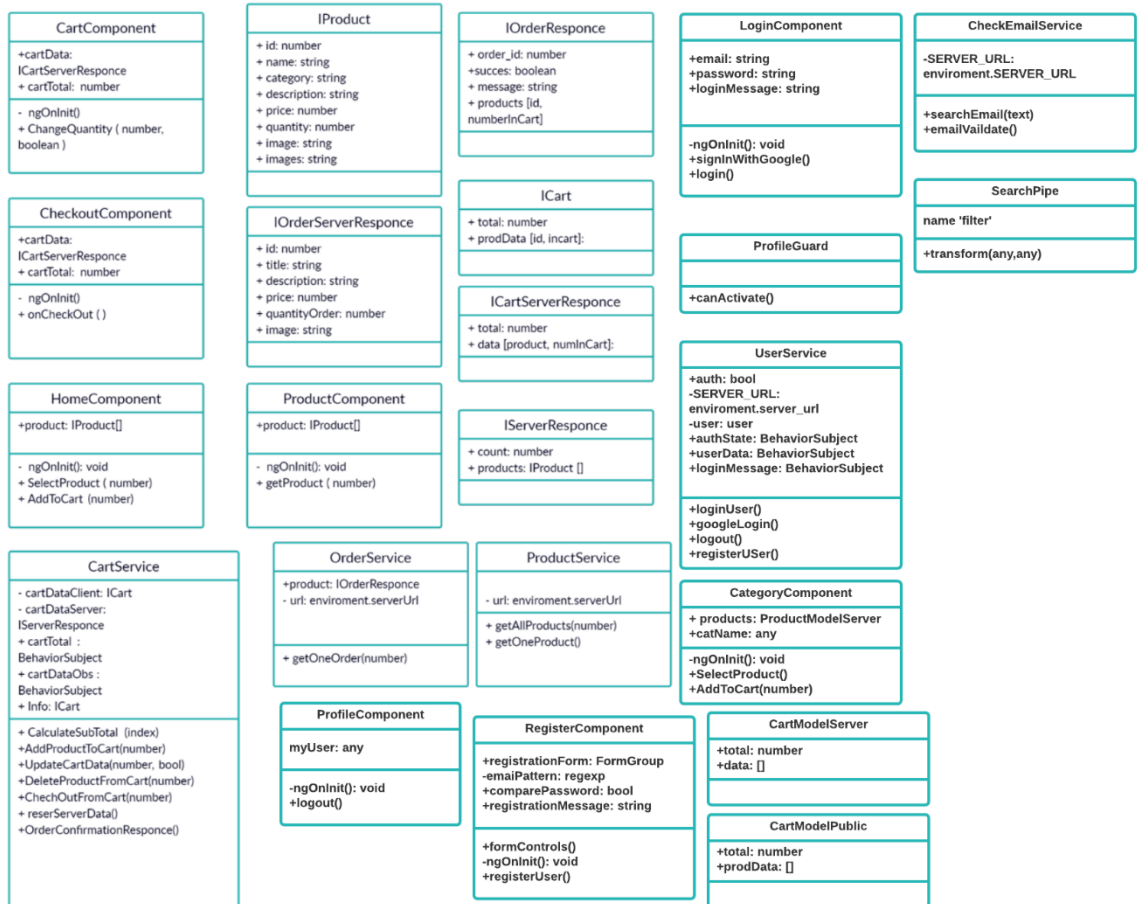 CartComponent
+cartData:
ICartServerResponce
+ cartTotal: number
- ngOnInit()
+ ChangeQuantity ( number,
boolean )
IProduct
+ id: number
+ name: string
+ category: string
+ description: string
+ price: number
+ quantity: number
+ image: string
+ images: string
IOrderResponce
+ order_id: number
+succes: boolean
+ message: string
+ products [id,
numberInCart]
LoginComponent
+email: string
+password: string
+loginMessage: string
-ngOnInit(): void
+signInWithGoogle()
+login()
CheckEmailService
-SERVER_URL:
enviroment.SERVER_URL
+searchEmail(text)
+emailVaildate()
CheckoutComponent
+cartData:
ICartServerResponce
+ cartTotal: number
- ngOnInit()
+ onCheckOut ( )
IOrderServerResponce
+ id: number
+ title: string
+ description: string
+ price: number
+ quantityOrder: number
+ image: string
ICart
+ total: number
+ prodData [id, incart]:
ICartServerResponce
+ total: number
+ data [product, numInCart]:
ProfileGuard
+canActivate()
SearchPipe
name 'filter'
+transform(any,any)
HomeComponent
+product: IProduct[]
- ngOnInit(): void
+ SelectProduct ( number)
+ AddToCart (number)
ProductComponent
+product: IProduct[]
- ngOnInit(): void
+ getProduct ( number)
IServerResponce
+ count: number
+ products: IProduct []
UserService
+auth: bool
-SERVER_URL:
enviroment.server_url
-user: user
+authState: BehaviorSubject
+userData: BehaviorSubject
+loginMessage: BehaviorSubject
+loginUser()
+googleLogin()
+logout()
+registerUSer()
CartService
- cartDataClient: ICart
- cartDataServer:
IServerResponce
+ cartTotal :
BehaviorSubject
+ cartDataObs :
BehaviorSubject
+ Info: ICart
+ CalculateSubTotal (index)
+AddProductToCart(number)
+UpdateCartData(number, bool)
+DeleteProductFromCart(number)
+ChechOutFromCart(number)
+ reserServerData()
+OrderConfirmationResponce()
OrderService
+product: IOrderResponce
- url: enviroment.serverUrl
+ getOneOrder(number)
ProductService
- url: enviroment.serverUrl
+ getAllProducts(number)
+ getOneProduct()
CategoryComponent
+ products: ProductModelServer
+catName: any
-ngOnInit(): void
+SelectProduct()
+AddToCart(number)
ProfileComponent
myUser: any
-ngOnInit(): void
+logout()
RegisterComponent
+registrationForm: FormGroup
-emaiPattern: regexp
+comparePassword: bool
+registrationMessage: string
+formControls()
-ngOnInit(): void
+registerUser()
CartModelServer
+total: number
+data: []
CartModelPublic
+total: number
+prodData: []